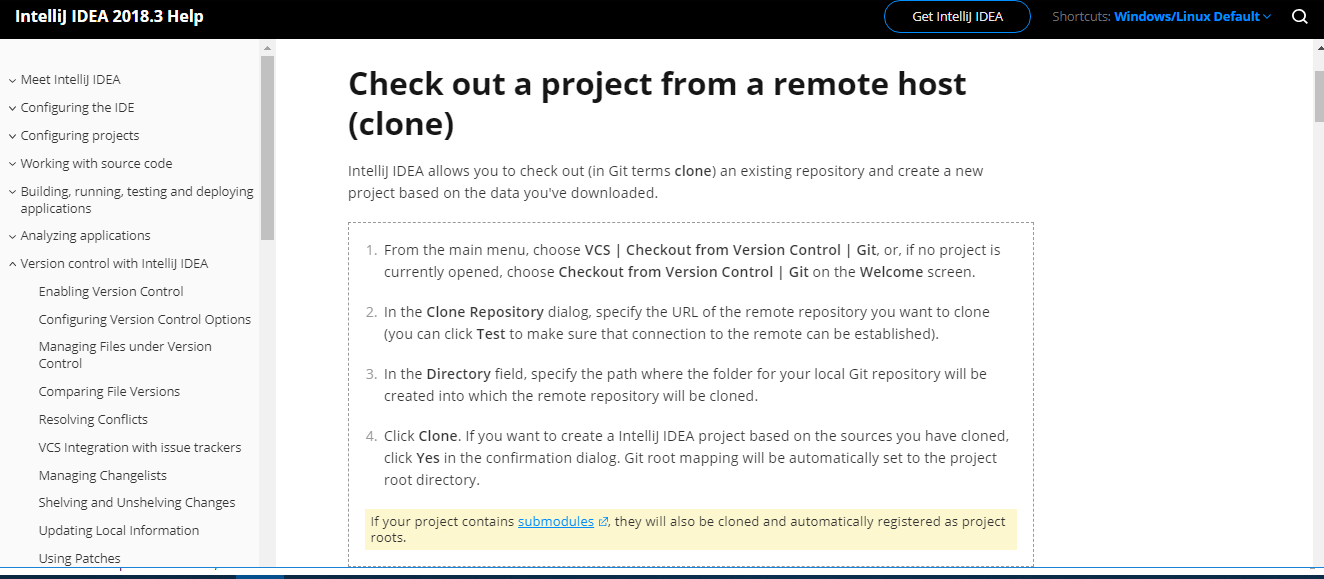 IntelliJ IDEA 2018.3 Help
Get IntelliJ IDEA
Shortcuts: Windows/Linux Default
Meet IntelliJ IDEA
Configuring the IDE
Configuring projects
Working with source code
Building, running, testing and deploying
applications
Analyzing applications
Version control with IntelliJ IDEA
Enabling Version Control
Configuring Version Control Options
Managing Files under Version
Control
Comparing File Versions
Resolving Conflicts
VCS Integration with issue trackers
Managing Changelists
Shelving and Unshelving Changes
Updating Local Information
Using Patches
Check out a project from a remote host
(clone)
IntelliJ IDEA allows you to check out (in Git terms clone) an existing repository and create a new
project based on the data you've downloaded.
1. From the main menu, choose VCS | Checkout from Version Control | Git, or, if no project is
currently opened, choose Checkout from Version Control | Git on the Welcome screen.
2. In the Clone Repository dialog, specify the URL of the remote repository you want to clone
(you can click Test to make sure that connection to the remote can be established).
3. In the Directory field, specify the path where the folder for your local Git repository will be
created into which the remote repository will be cloned.
4. Click Clone. If you want to create a IntelliJ IDEA project based on the sources you have cloned,
click Yes in the confirmation dialog. Git root mapping will be automatically set to the project
root directory.
If your project contains submodules, they will also be cloned and automatically registered as project
roots.